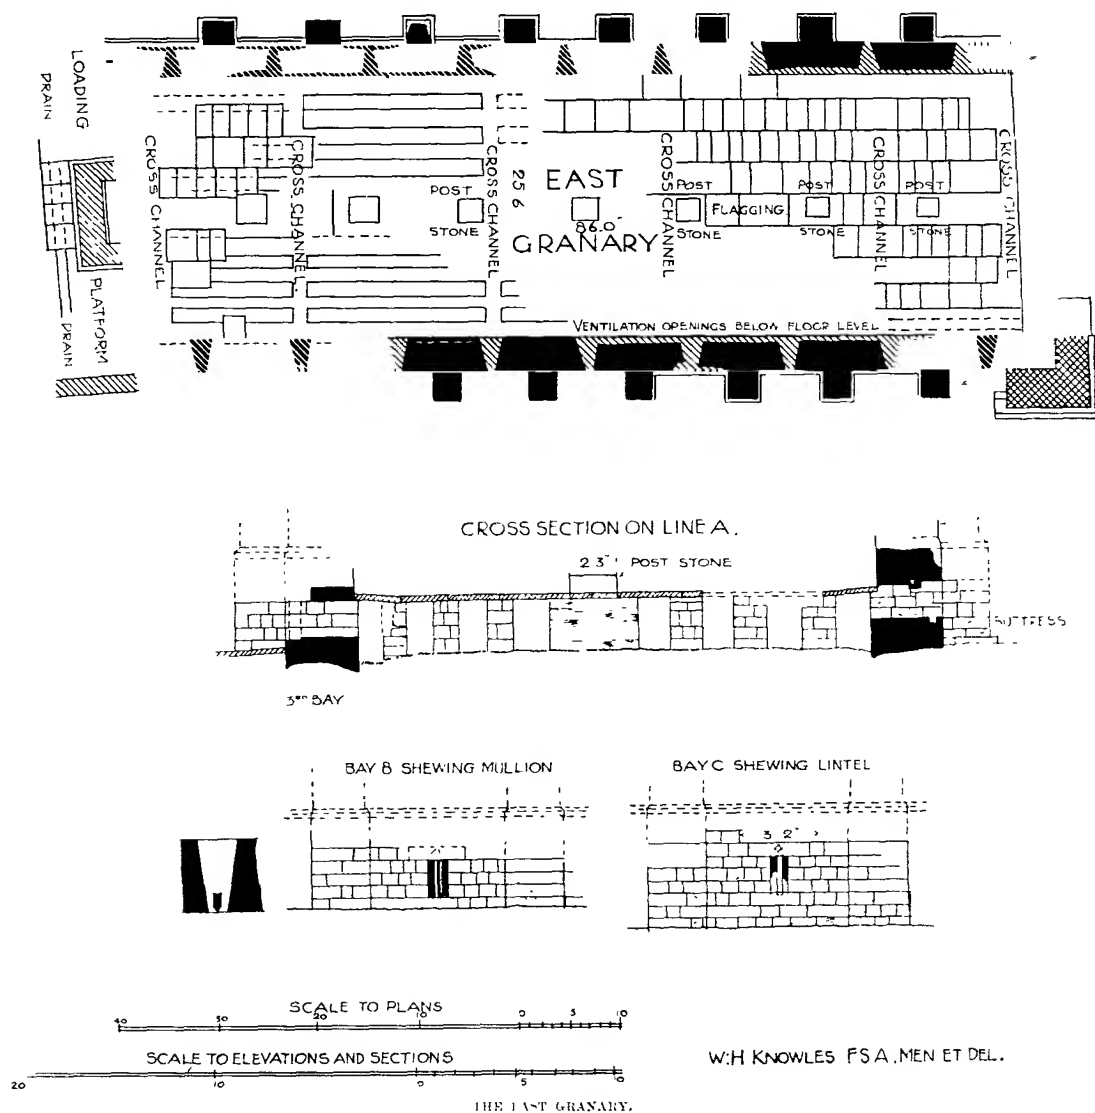 DRAIN
LOADING
PLATFORM
DRAIN
CROSS CHANNEL
CROSS CHANNEL
POST
STONE
CROSS CHANNEL
25 6
EAST
86.0"
GRANARY
CROSS CHANNEL
POST
STONE
FLAGGING
POST
STONE
CROSS CHANNEL
POST
STONE
CROSS CHANNEL
VENTILATION OPENINGS BELOW FLOOR LEVEL
CROSS SECTION ON LINE A.
2 3" POST STONE
BUTTRESS
3RD BAY
BAY B SHEWING MULLION
BAY C SHEWING LINTEL
3 2"
SCALE TO PLANS
40 30 20 10 0 5 10
SCALE TO ELEVATIONS AND SECTIONS
20 10 0 5 10
W:H KNOWLES FSA, MEN ET DEL.
THE EAST GRANARY.